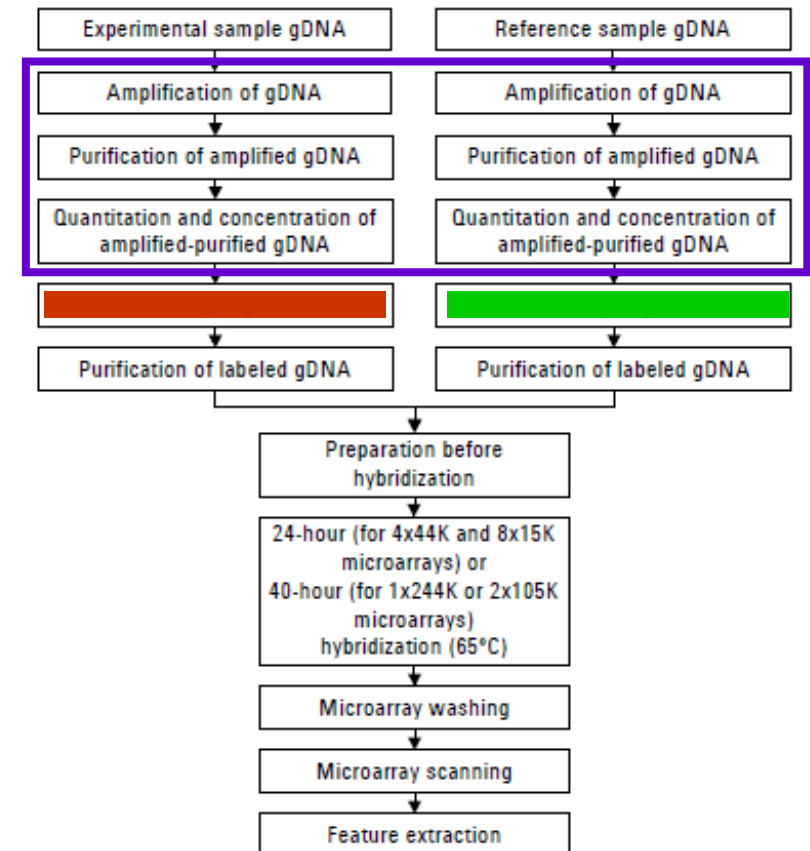 Experimental sample gDNA
Reference sample gDNA
Amplification of gDNA
Amplification of gDNA
Purification of amplified gDNA
Purification of amplified gDNA
Quantitation and concentration of
amplified-purified gDNA
Quantitation and concentration of
amplified-purified gDNA
Purification of labeled gDNA
Purification of labeled gDNA
Preparation before
hybridization
24-hour (for 4x44K and 8x15K
microarrays) or
40-hour (for 1x244K or 2x105K
microarrays)
hybridization (65ºC)
Microarray washing
Microarray scanning
Feature extraction